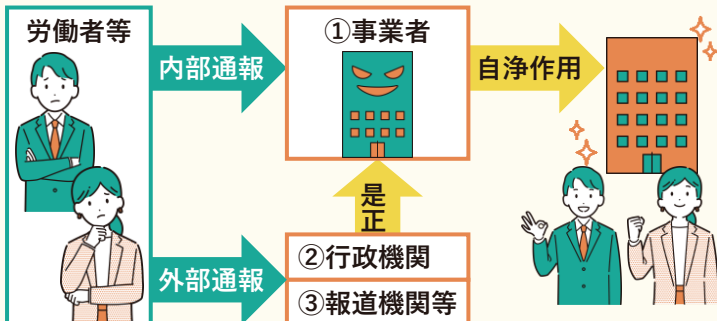 労働者等
内部通報
①事業者
自浄作用
是正
外部通報
②行政機関
③報道機関等